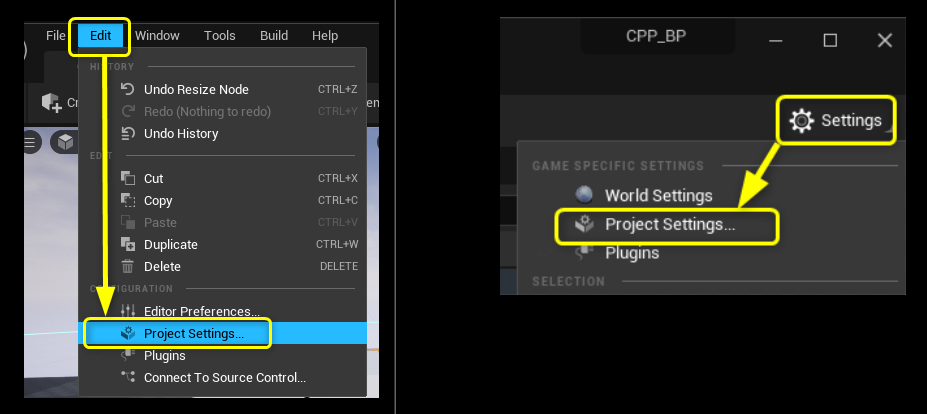 File Edit Window Tools Build Help
HISTORY
Undo Resize Node CTRL+Z
Redo (Nothing to redo) CTRL+Y
Undo History
EDIT
Cut CTRL+X
Copy CTRL+C
Paste CTRL+V
Duplicate CTRL+W
Delete DELETE
CONFIGURATION
Editor Preferences...
Project Settings...
Plugins
Connect To Source Control...
CPP_BP
Settings
GAME SPECIFIC SETTINGS
World Settings
Project Settings...
Plugins
SELECTION